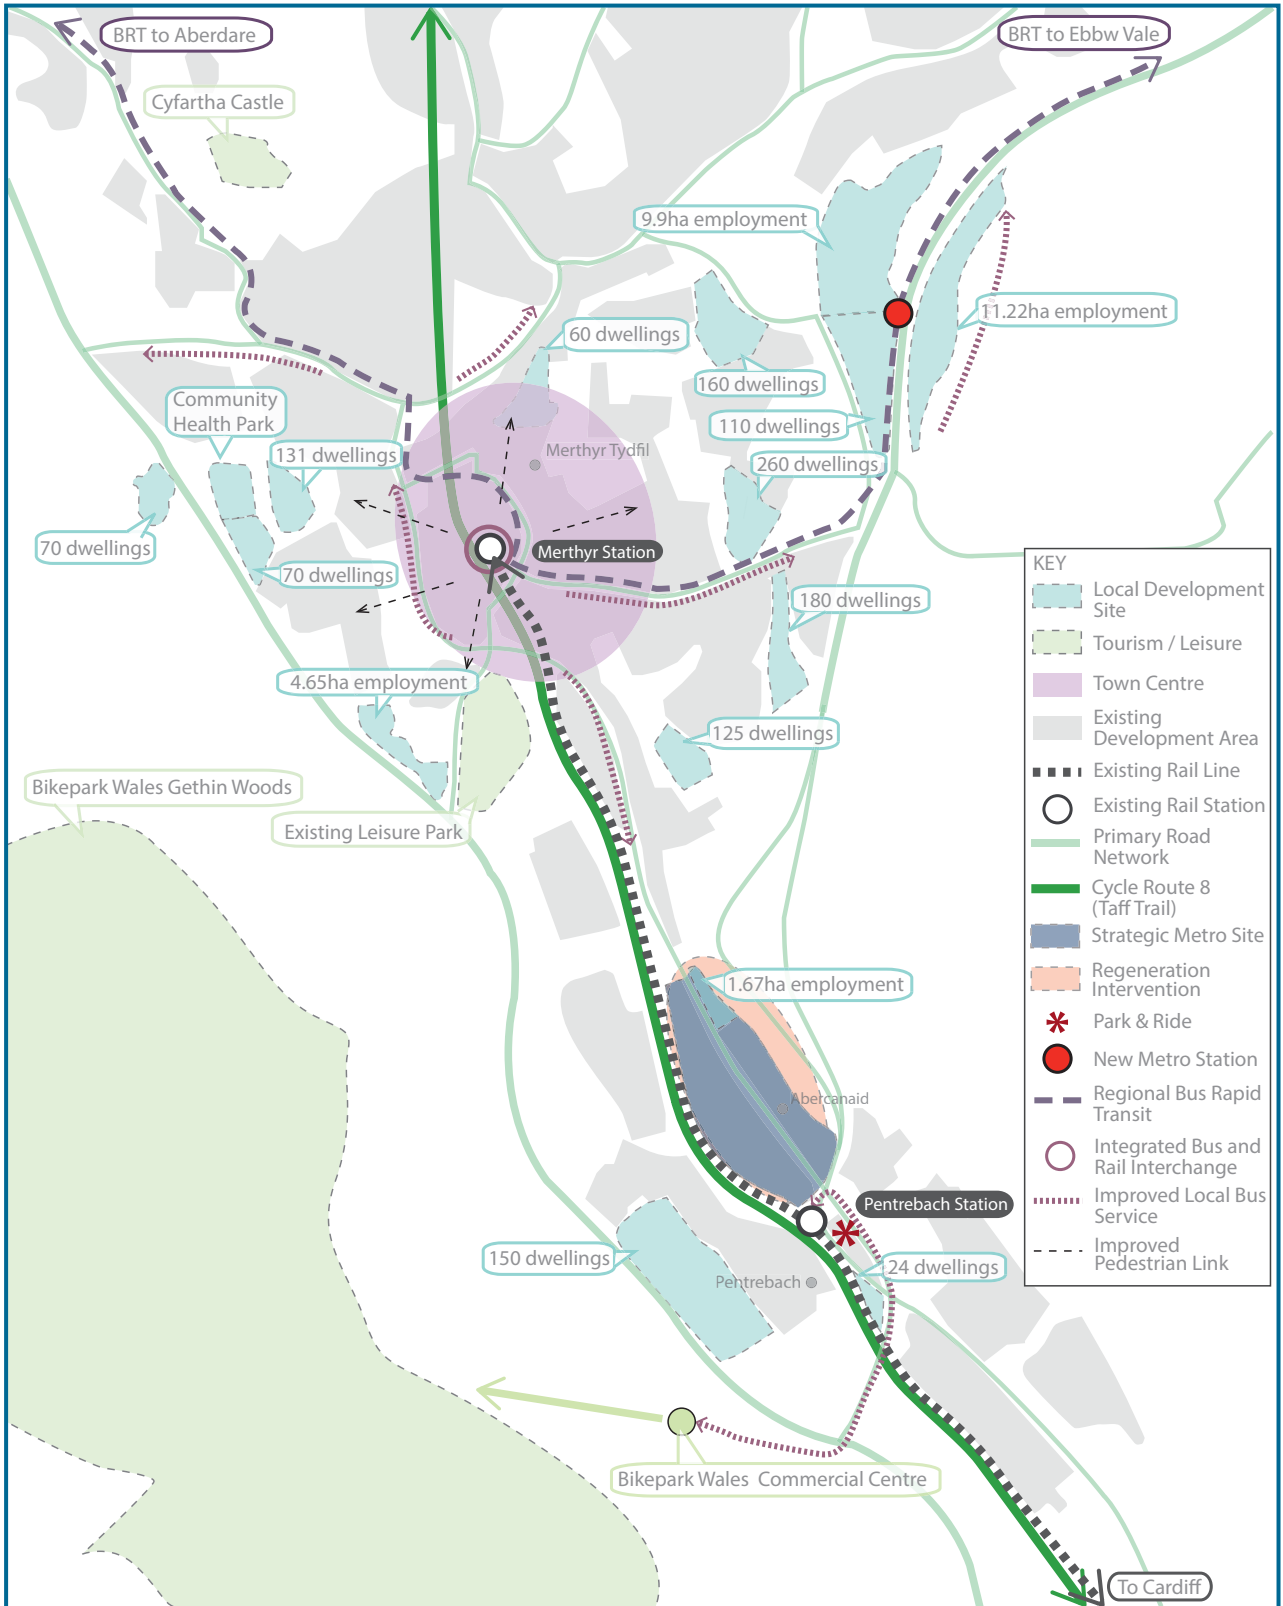 BRT to Aberdare
BRT to Ebbw Vale
Cyfartha Castle
9.9ha employment
11.22ha employment
60 dwellings
160 dwellings
Community
Health Park
110 dwellings
131 dwellings
Merthyr Tydfil
260 dwellings
70 dwellings
Merthyr Station
70 dwellings
180 dwellings
4.65ha employment
125 dwellings
Bikepark Wales Gethin Woods
Existing Leisure Park
1.67ha employment
Abercanaid
Pentrebach Station
150 dwellings
24 dwellings
Pentrebach
Bikepark Wales Commercial Centre
To Cardiff
KEY
Local Development
Site
Tourism / Leisure
Town Centre
Existing
Development Area
Existing Rail Line
Existing Rail Station
Primary Road
Network
Cycle Route 8
(Taff Trail)
Strategic Metro Site
Regeneration
Intervention
Park & Ride
New Metro Station
Regional Bus Rapid
Transit
Integrated Bus and
Rail Interchange
Improved Local Bus
Service
Improved
Pedestrian Link